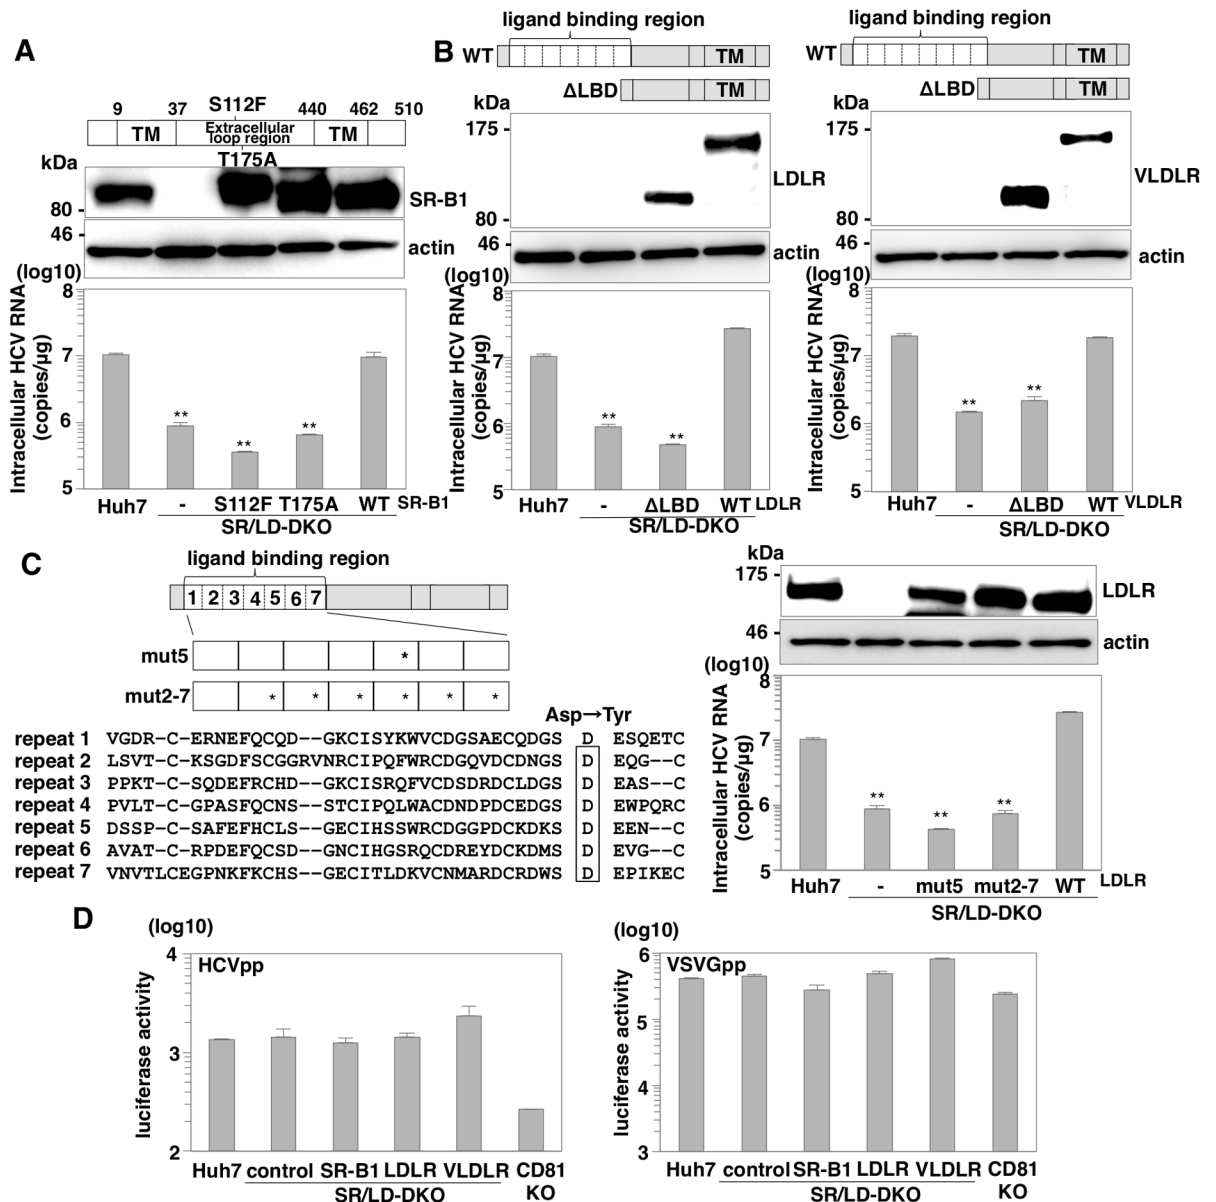 A
9 37 S112F 440 462 510
TM Extracellular loop region TM
T175A
kDa
80
SR-B1
46
actin
(log10)
8
7
6
5
Intracellular HCV RNA
(copies/μg)
** ** **
Huh7 - S112F T175A WT SR-B1
SR/LD-DKO
B
ligand binding region
WT TM
ΔLBD TM
kDa
175
80
LDLR
46
actin
(log10)
8
7
6
5
Intracellular HCV RNA
(copies/μg)
** **
Huh7 - ΔLBD WT LDLR
SR/LD-DKO
ligand binding region
WT TM
ΔLBD TM
kDa
175
80
VLDLR
46
actin
(log10)
8
7
6
5
Intracellular HCV RNA
(copies/μg)
** **
Huh7 - ΔLBD WT VLDLR
SR/LD-DKO
C
ligand binding region
1 2 3 4 5 6 7
mut5 *
mut2-7 * * * * * *
Asp→Tyr
repeat 1 VGDR-C-ERNEFQCQD--GKCISYKWVCDGSAECQDGS D ESQETC
repeat 2 LSVT-C-KSGDFSCGGRVNRCIPQFWRCDGQVDCDNGS D EQG--C
repeat 3 PPKT-C-SQDEFRCHD--GKCISRQFVCDSDRDCLDGS D EAS--C
repeat 4 PVLT-C-GPASFQCNS--STCIPQLWACDNDPDCEDGS D EWPQRC
repeat 5 DSSP-C-SAFEFHCLS--GECIHSSWRCDGGPDCKDKS D EEN--C
repeat 6 AVAT-C-RPDEFQCSD--GNCIHGSRQCDREYDCKDMS D EVG--C
repeat 7 VNVTLCEGPNKFKCHS--GECITLDKVCNMARDCRDWS D EPIKEC
kDa
175
LDLR
46
actin
(log10)
8
7
6
5
Intracellular HCV RNA
(copies/μg)
** ** **
Huh7 - mut5 mut2-7 WT LDLR
SR/LD-DKO
D
(log10)
HCVpp
4
3
2
luciferase activity
Huh7 control SR-B1 LDLR VLDLR CD81
KO
SR/LD-DKO
(log10)
VSVGpp
6
5
4
3
luciferase activity
Huh7 control SR-B1 LDLR VLDLR CD81
KO
SR/LD-DKO